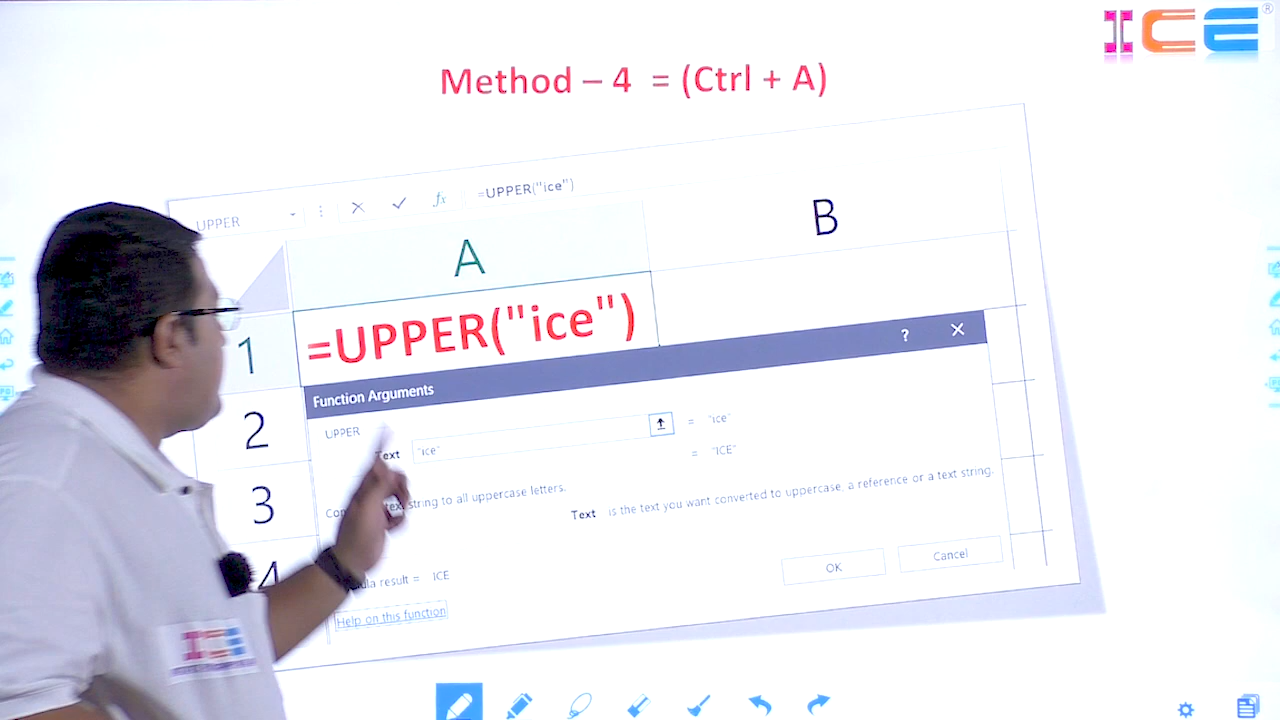 ICE®
Method – 4 = (Ctrl + A)
UPPER =UPPER("ice")
A B
1 =UPPER("ice")
Function Arguments ? ×
2
UPPER
Text "ice" = "ice"
= "ICE"
3
text string to all uppercase letters.
Text is the text you want converted to uppercase, a reference or a text string.
4
result = ICE
OK Cancel
Help on this function
ICE